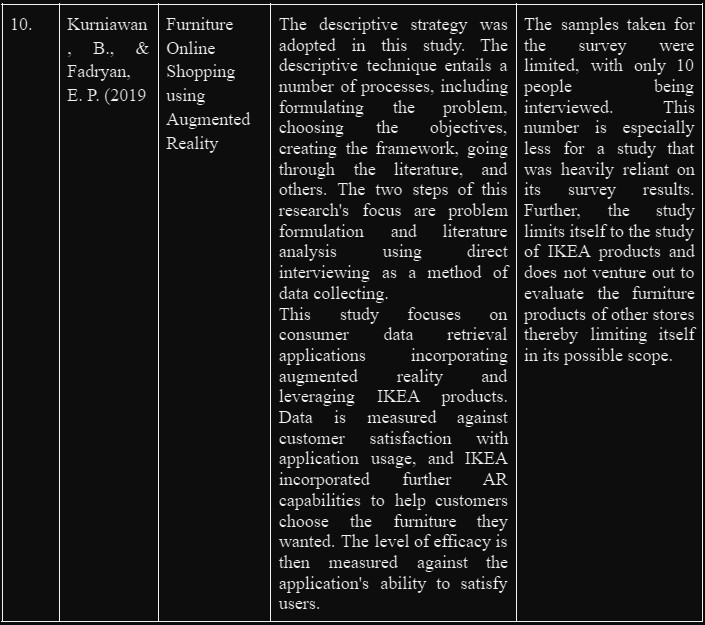 10.
Kurniawan
, B., &
Fadryan,
E. P. (2019
Furniture
Online
Shopping
using
Augmented
Reality
The descriptive strategy was
adopted in this study. The
descriptive technique entails a
number of processes, including
formulating the problem,
choosing the objectives,
creating the framework, going
through the literature, and
others. The two steps of this
research's focus are problem
formulation and literature
analysis using direct
interviewing as a method of
data collecting.
This study focuses on
consumer data retrieval
applications incorporating
augmented reality and
leveraging IKEA products.
Data is measured against
customer satisfaction with
application usage, and IKEA
incorporated further AR
capabilities to help customers
choose the furniture they
wanted. The level of efficacy is
then measured against the
application's ability to satisfy
users.
The samples taken for
the survey were
limited, with only 10
people being
interviewed. This
number is especially
less for a study that
was heavily reliant on
its survey results.
Further, the study
limits itself to the study
of IKEA products and
does not venture out to
evaluate the furniture
products of other stores
thereby limiting itself
in its possible scope.